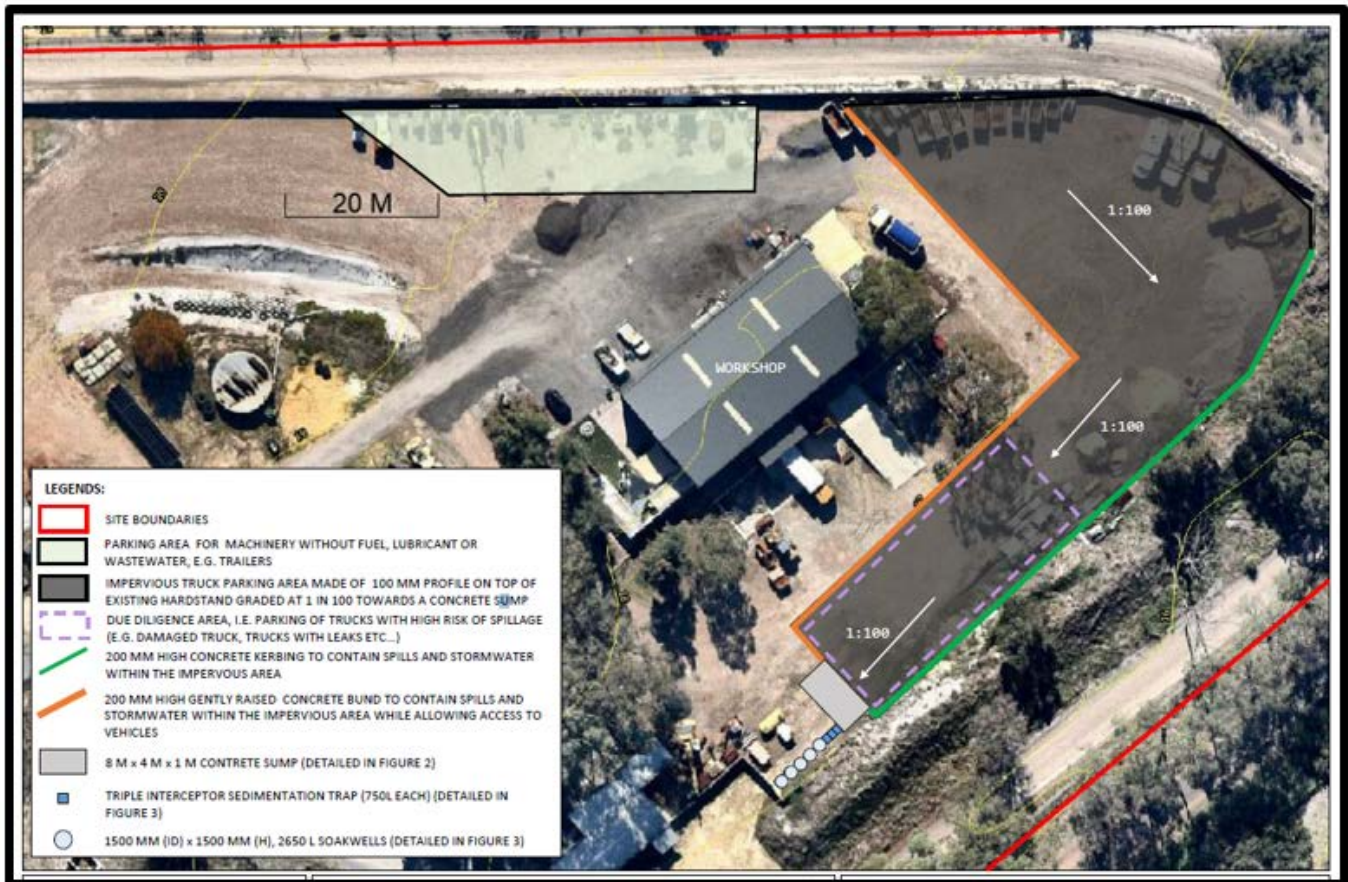 20 M
1:100
WORKSHOP
1:100
1:100
LEGENDS:
SITE BOUNDARIES
PARKING AREA FOR MACHINERY WITHOUT FUEL, LUBRICANT OR
WASTEWATER, E.G. TRAILERS
IMPERVIOUS TRUCK PARKING AREA MADE OF 100 MM PROFILE ON TOP OF
EXISTING HARDSTAND GRADED AT 1 IN 100 TOWARDS A CONCRETE SUMP
DUE DILIGENCE AREA, I.E. PARKING OF TRUCKS WITH HIGH RISK OF SPILLAGE
(E.G. DAMAGED TRUCK, TRUCKS WITH LEAKS ETC...)
200 MM HIGH CONCRETE KERBING TO CONTAIN SPILLS AND STORMWATER
WITHIN THE IMPERVOUS AREA
200 MM HIGH GENTLY RAISED CONCRETE BUND TO CONTAIN SPILLS AND
STORMWATER WITHIN THE IMPERVIOUS AREA WHILE ALLOWING ACCESS TO
VEHICLES
8 M x 4 M x 1 M CONTRETE SUMP (DETAILED IN FIGURE 2)
TRIPLE INTERCEPTOR SEDIMENTATION TRAP (750L EACH) (DETAILED IN
FIGURE 3)
1500 MM (ID) x 1500 MM (H), 2650 L SOAKWELLS (DETAILED IN FIGURE 3)